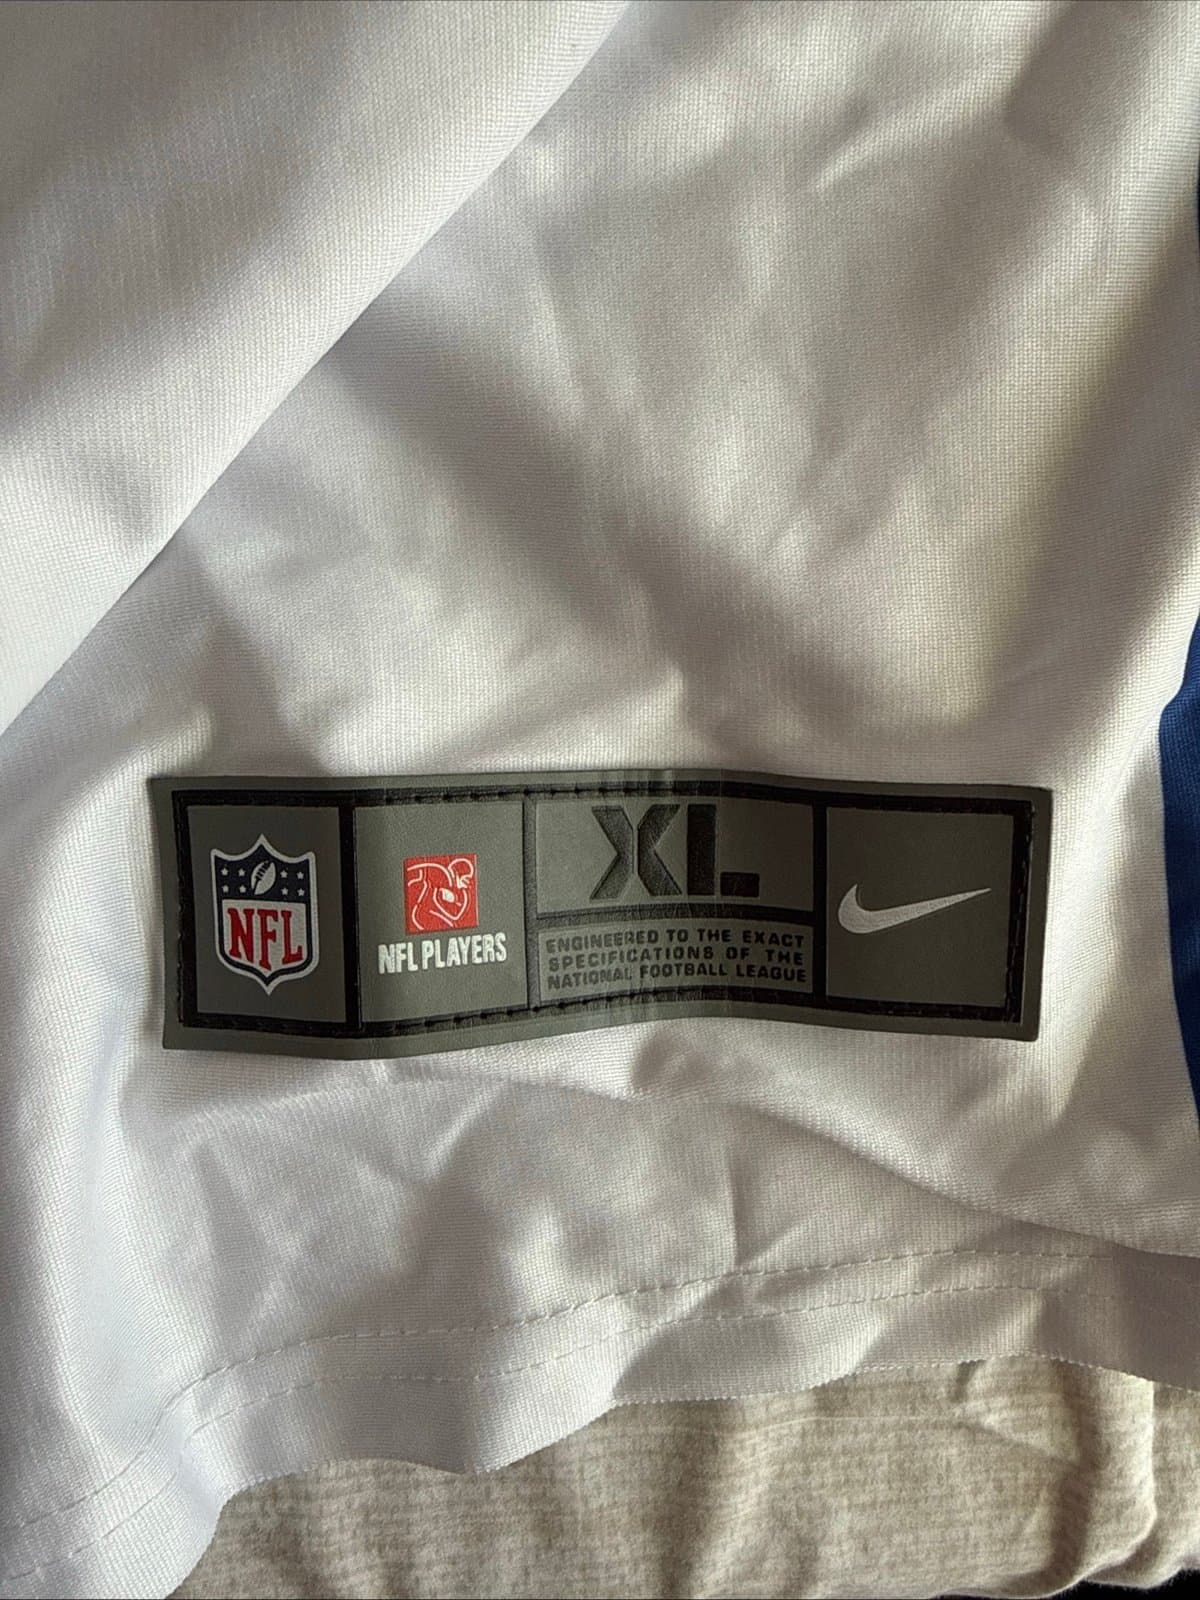 NFL
NFL PLAYERS
XL
ENGINEERED TO THE EXACT
SPECIFICATIONS OF THE
NATIONAL FOOTBALL LEAGUE